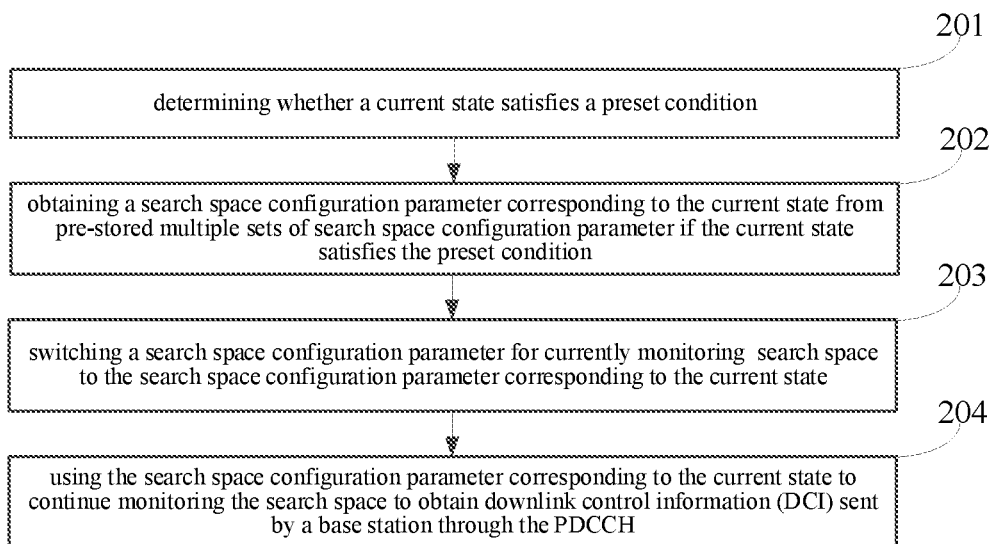 201
determining whether a current state satisfies a preset condition
202
obtaining a search space configuration parameter corresponding to the current state from
pre-stored multiple sets of search space configuration parameter if the current state
satisfies the preset condition
203
switching a search space configuration parameter for currently monitoring search space
to the search space configuration parameter corresponding to the current state
204
using the search space configuration parameter corresponding to the current state to
continue monitoring the search space to obtain downlink control information (DCI) sent
by a base station through the PDCCH